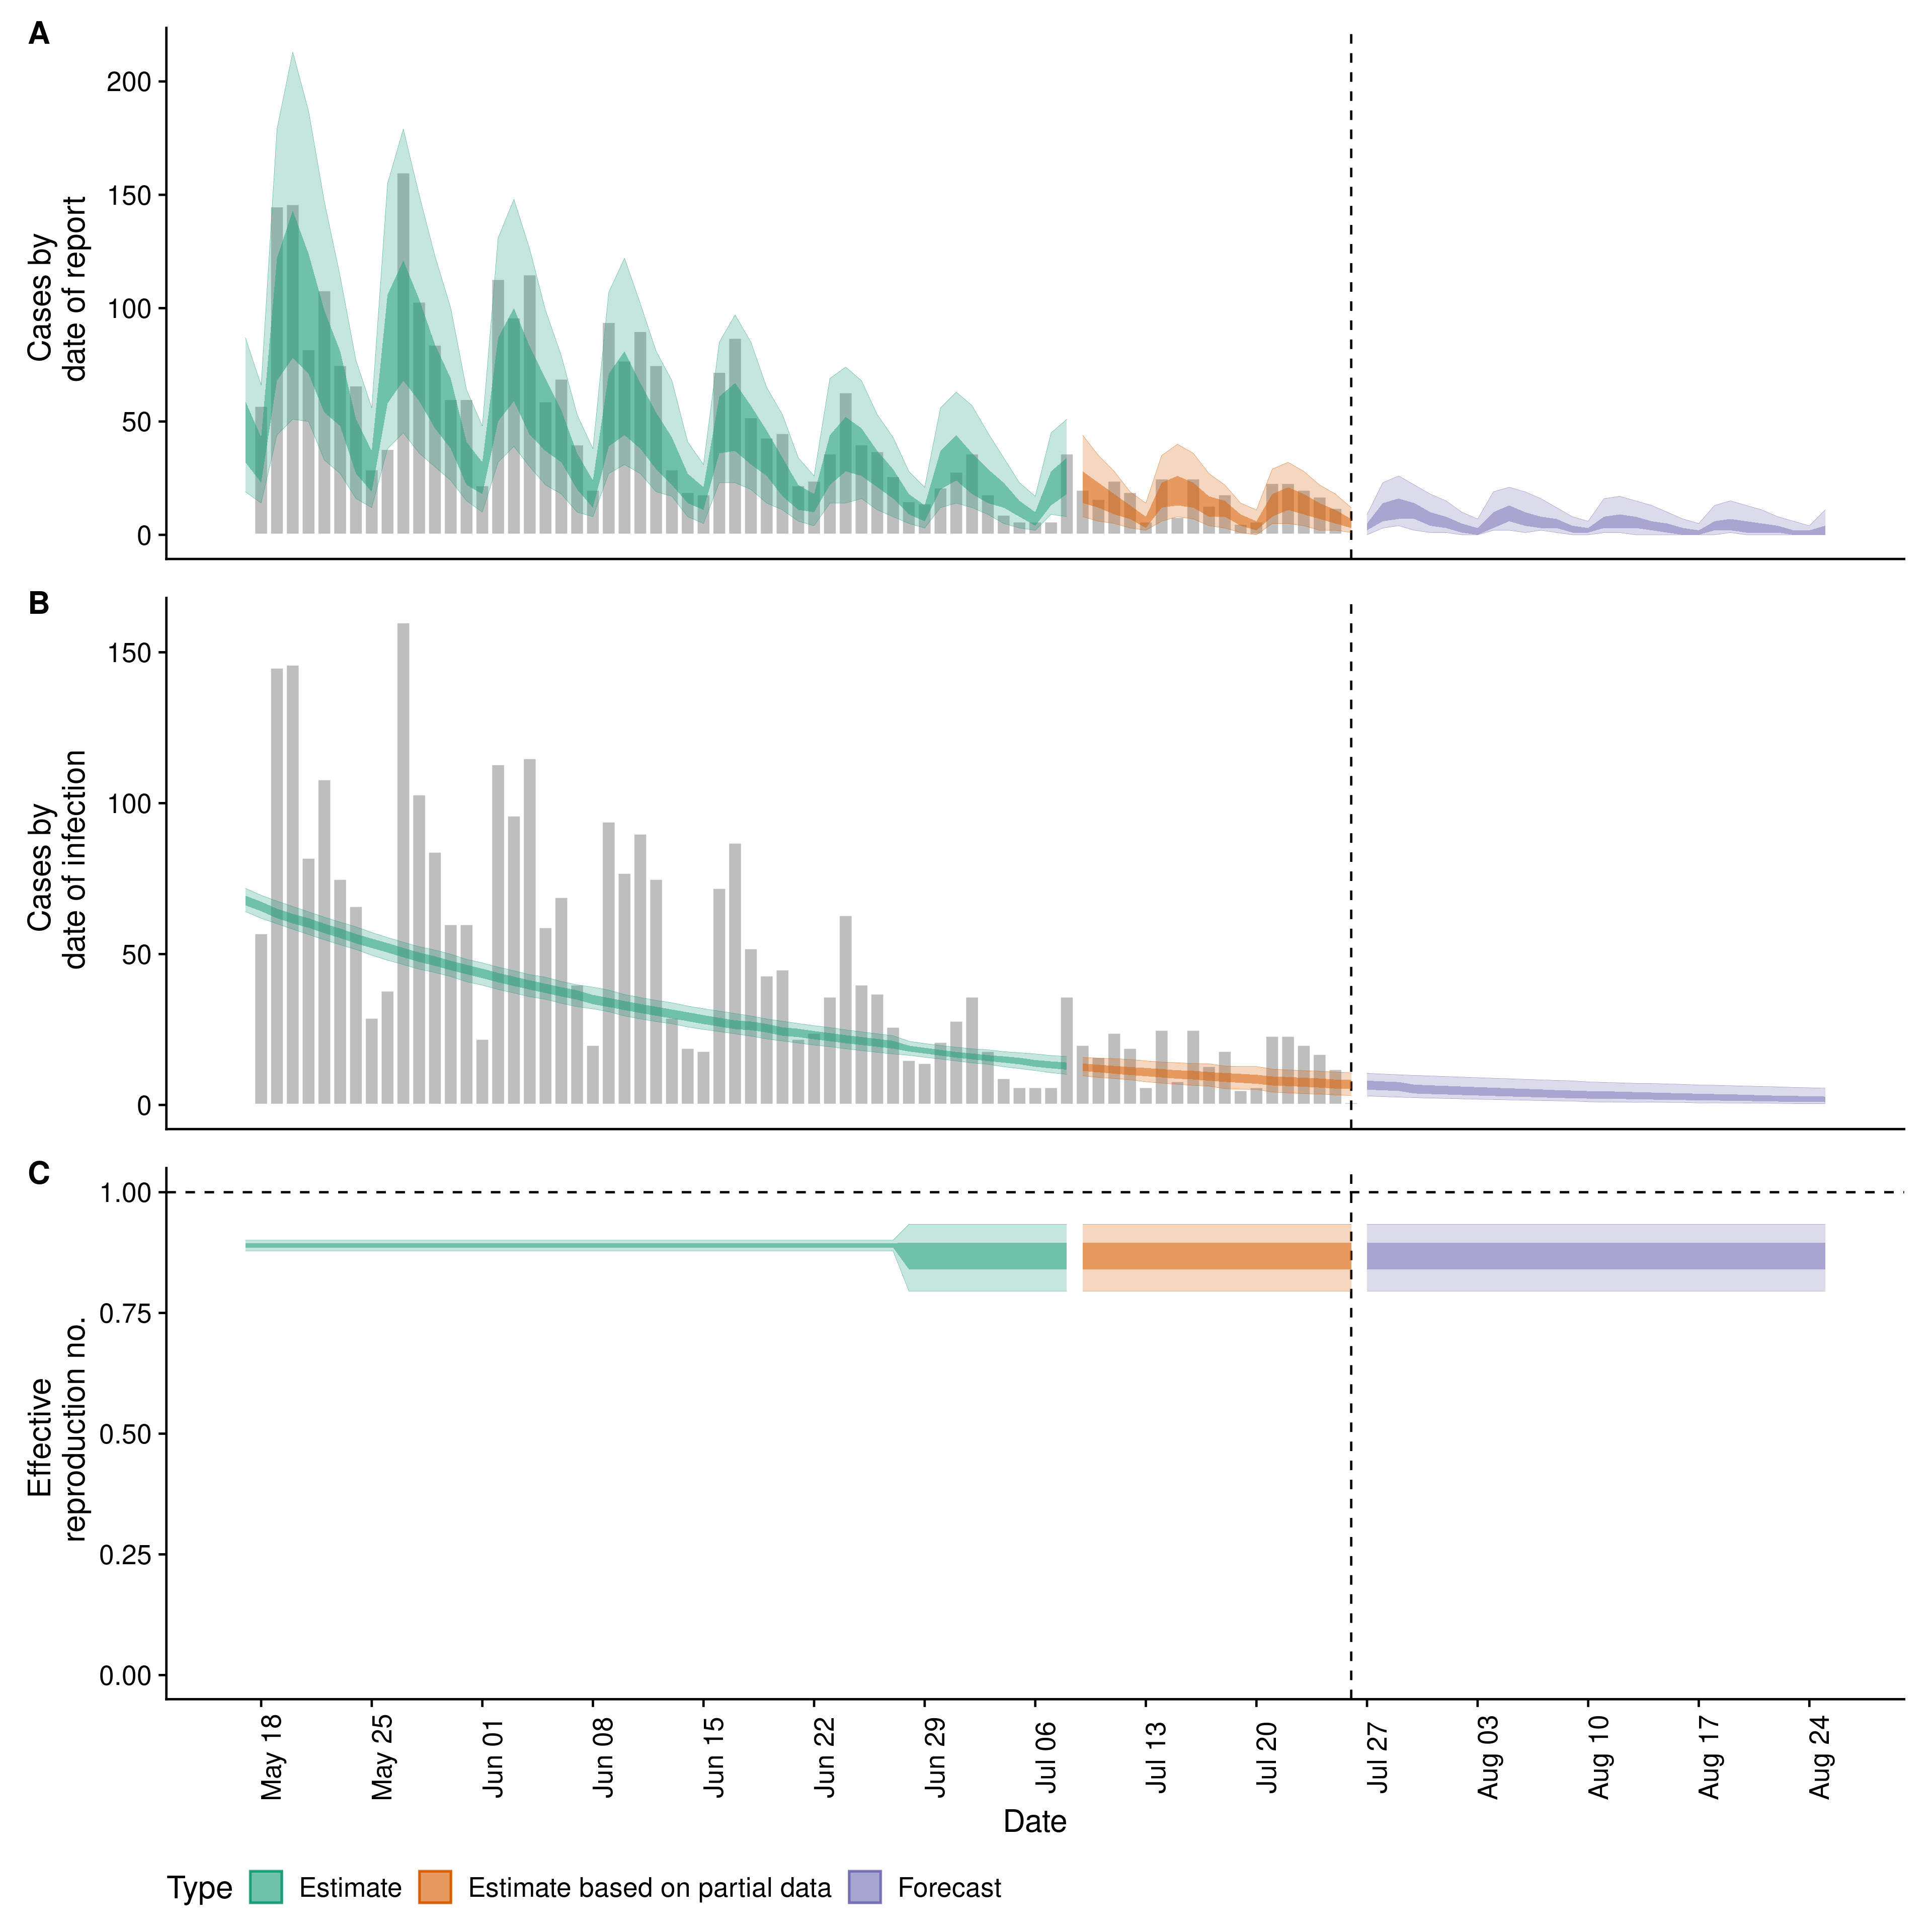 A
Cases by
date of report
200
150
100
50
0
B
Cases by
date of infection
150
100
50
0
C
Effective
reproduction no.
1.00
0.75
0.50
0.25
0.00
May 18
May 25
Jun 01
Jun 08
Jun 15
Jun 22
Jun 29
Jul 06
Jul 13
Jul 20
Jul 27
Aug 03
Aug 10
Aug 17
Aug 24
Date
Type Estimate Estimate based on partial data Forecast